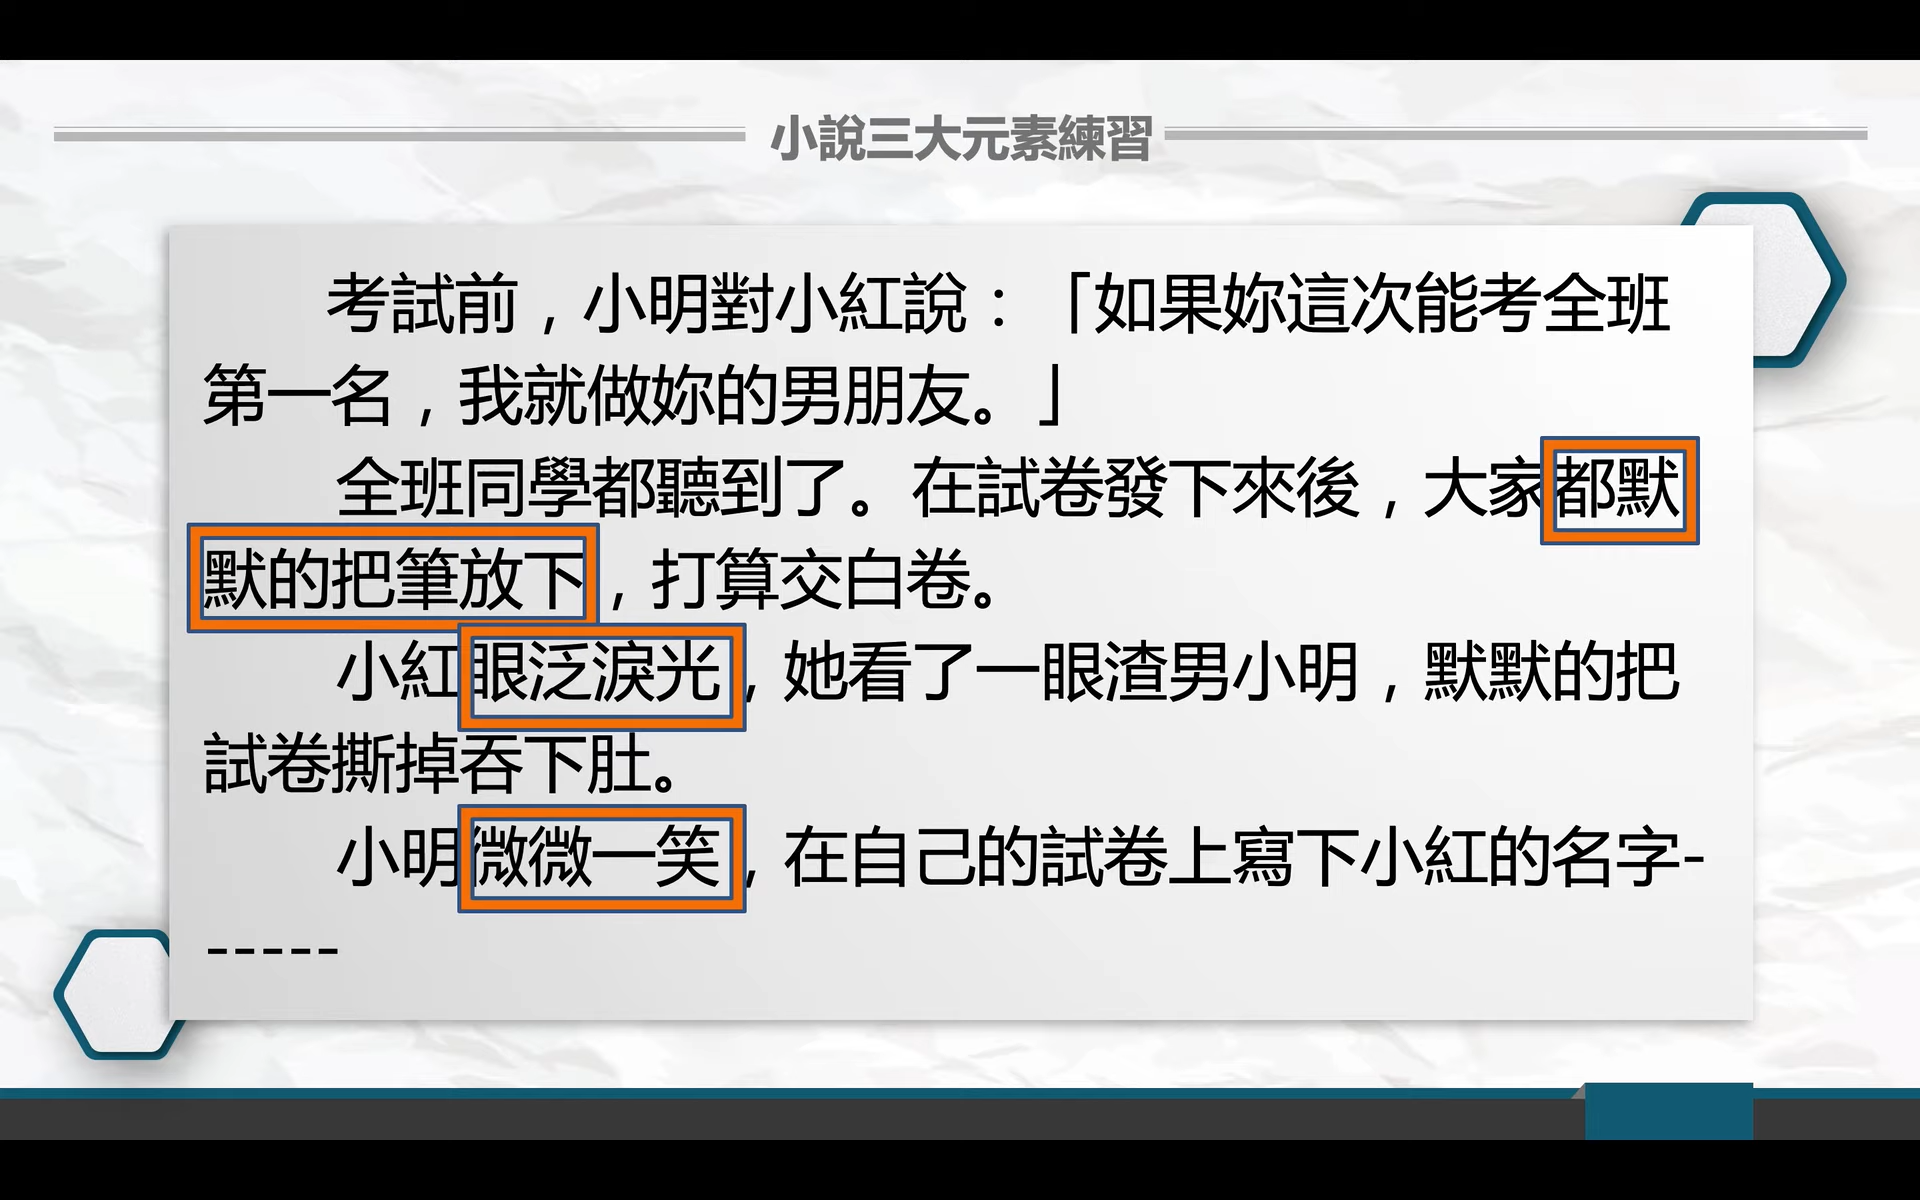 小說三大元素練習
考試前，小明對小紅說：「如果妳這次能考全班
第一名，我就做妳的男朋友。」
全班同學都聽到了。在試卷發下來後，大家都默
默的把筆放下，打算交白卷。
小紅眼泛淚光，她看了一眼渣男小明，默默的把
試卷撕掉吞下肚。
小明微微一笑，在自己的試卷上寫下小紅的名字-
-----